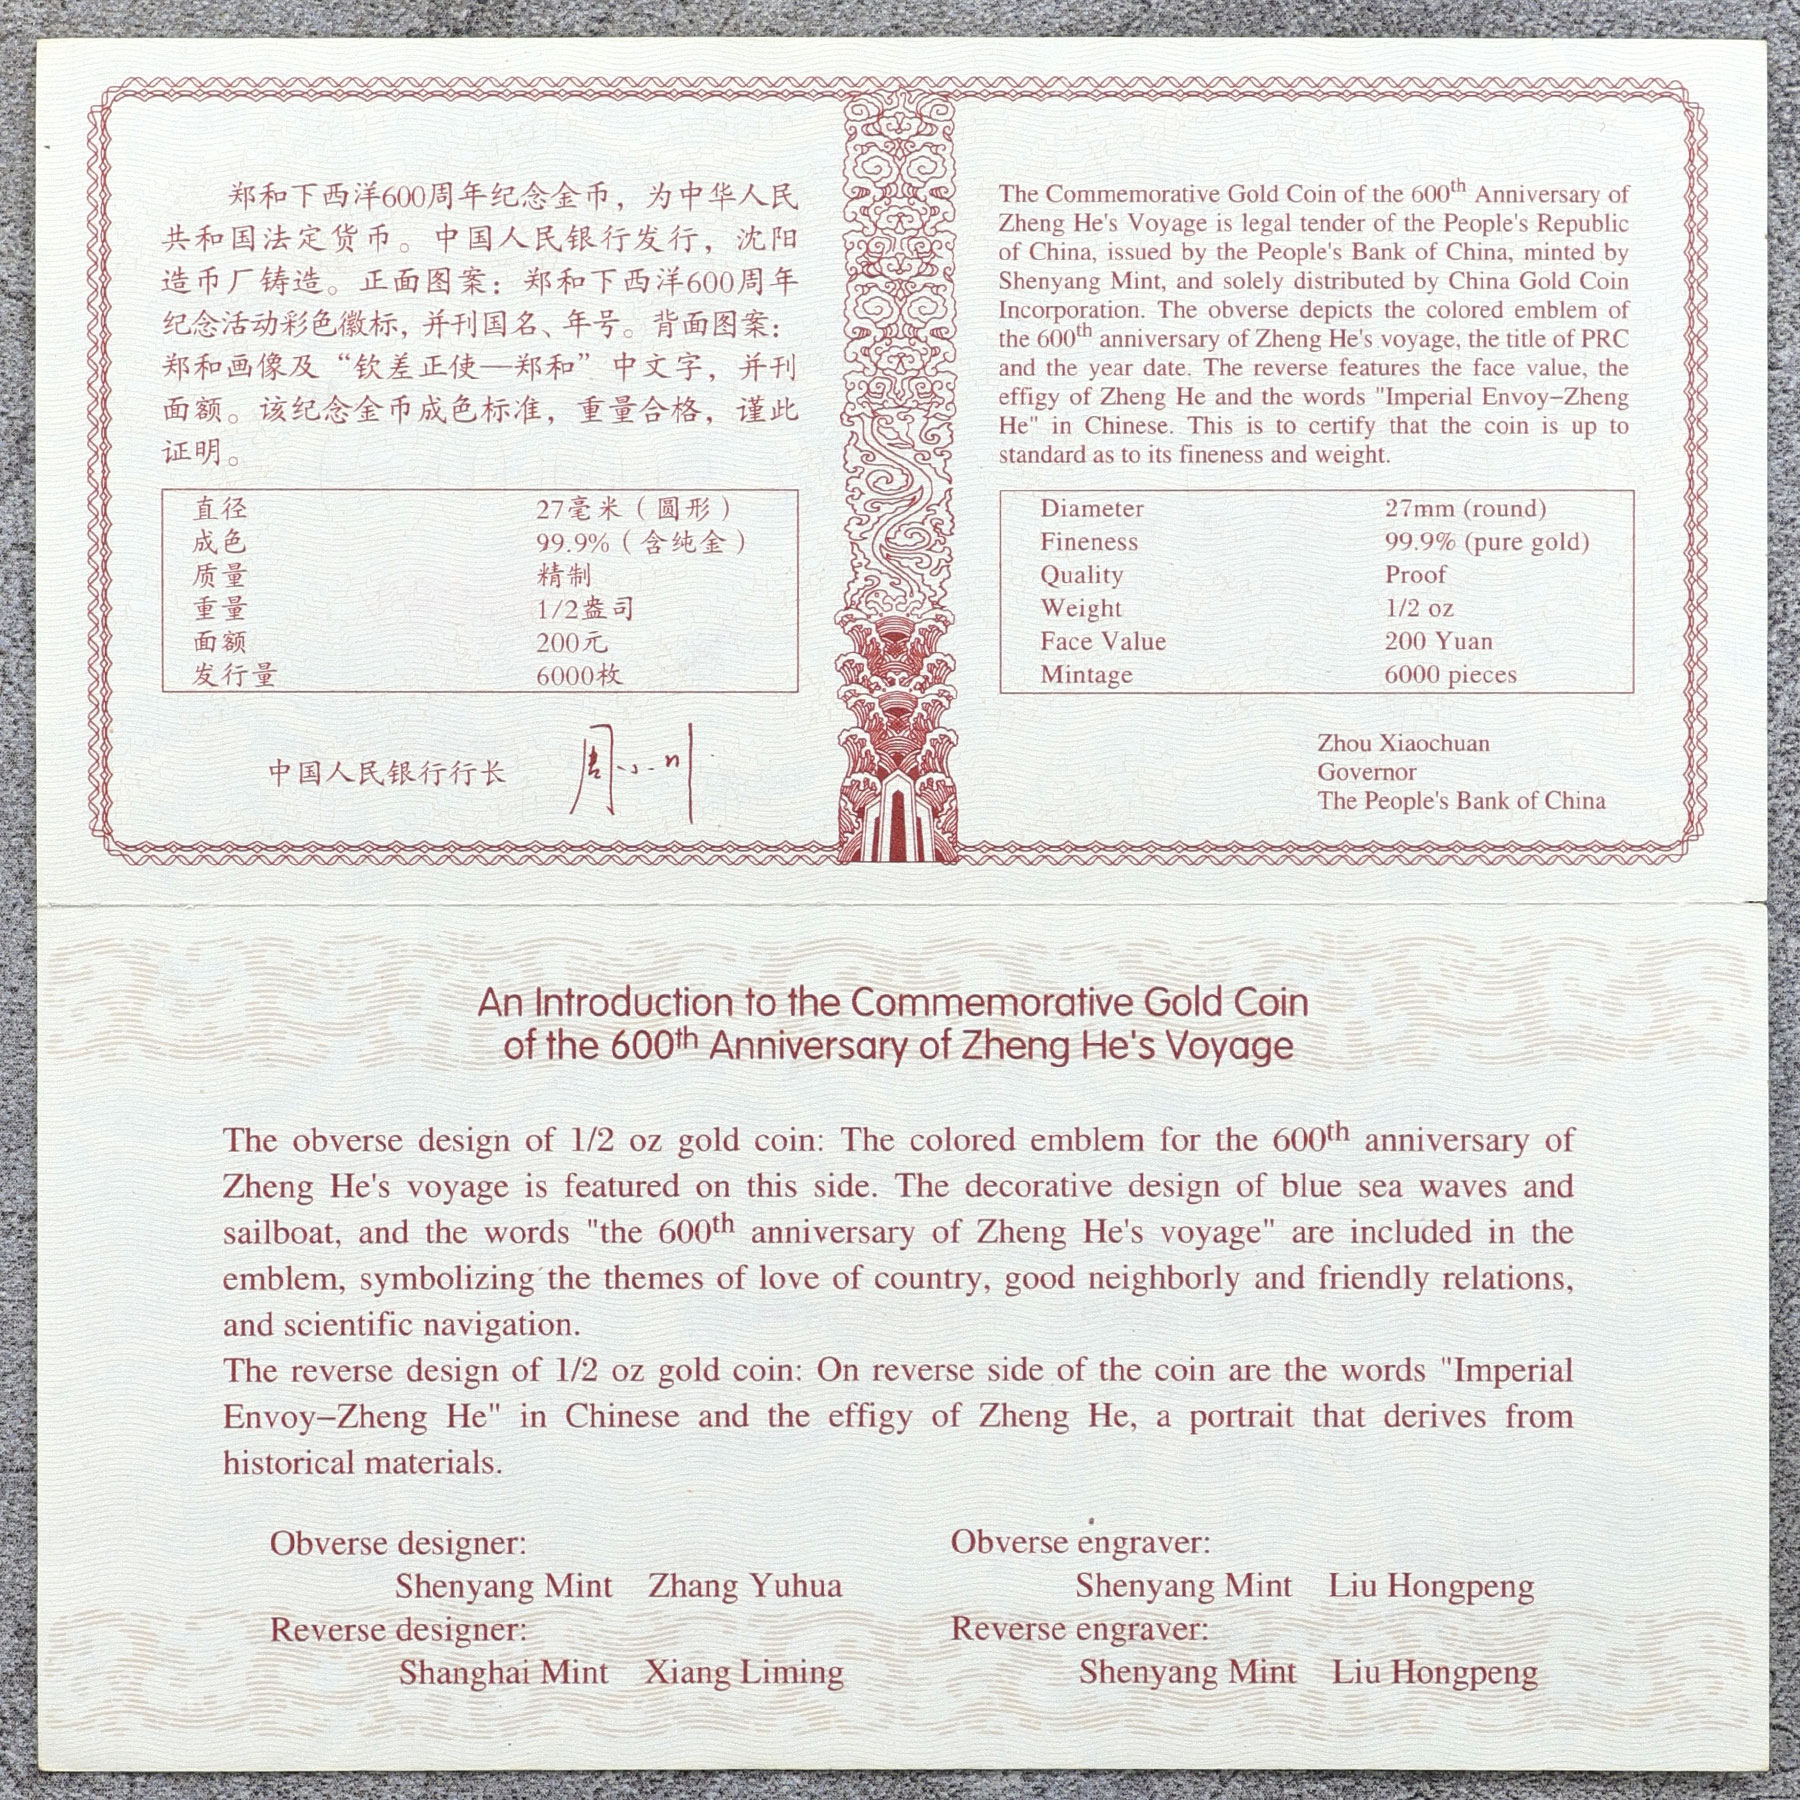 郑和下西洋600周年纪念金币，为中华人民
共和国法定货币。中国人民银行发行，沈阳
造币厂铸造。正面图案：郑和下西洋600周年
纪念活动彩色徽标，并刊国名、年号。背面图案：
郑和画像及“钦差正使—郑和”中文字，并刊
面额。该纪念金币成色标准，重量合格，谨此
证明。
直径 27毫米（圆形）
成色 99.9%（含纯金）
质量 精制
重量 1/2盎司
面额 200元
发行量 6000枚
中国人民银行行长 周小川
The Commemorative Gold Coin of the 600th Anniversary of
Zheng He's Voyage is legal tender of the People's Republic
of China, issued by the People's Bank of China, minted by
Shenyang Mint, and solely distributed by China Gold Coin
Incorporation. The obverse depicts the colored emblem of
the 600th anniversary of Zheng He's voyage, the title of PRC
and the year date. The reverse features the face value, the
effigy of Zheng He and the words "Imperial Envoy–Zheng
He" in Chinese. This is to certify that the coin is up to
standard as to its fineness and weight.
Diameter 27mm (round)
Fineness 99.9% (pure gold)
Quality Proof
Weight 1/2 oz
Face Value 200 Yuan
Mintage 6000 pieces
Zhou Xiaochuan
Governor
The People's Bank of China
An Introduction to the Commemorative Gold Coin
of the 600th Anniversary of Zheng He's Voyage
The obverse design of 1/2 oz gold coin: The colored emblem for the 600th anniversary of
Zheng He's voyage is featured on this side. The decorative design of blue sea waves and
sailboat, and the words "the 600th anniversary of Zheng He's voyage" are included in the
emblem, symbolizing the themes of love of country, good neighborly and friendly relations,
and scientific navigation.
The reverse design of 1/2 oz gold coin: On reverse side of the coin are the words "Imperial
Envoy–Zheng He" in Chinese and the effigy of Zheng He, a portrait that derives from
historical materials.
Obverse designer: Obverse engraver:
Shenyang Mint Zhang Yuhua Shenyang Mint Liu Hongpeng
Reverse designer: Reverse engraver:
Shanghai Mint Xiang Liming Shenyang Mint Liu Hongpeng